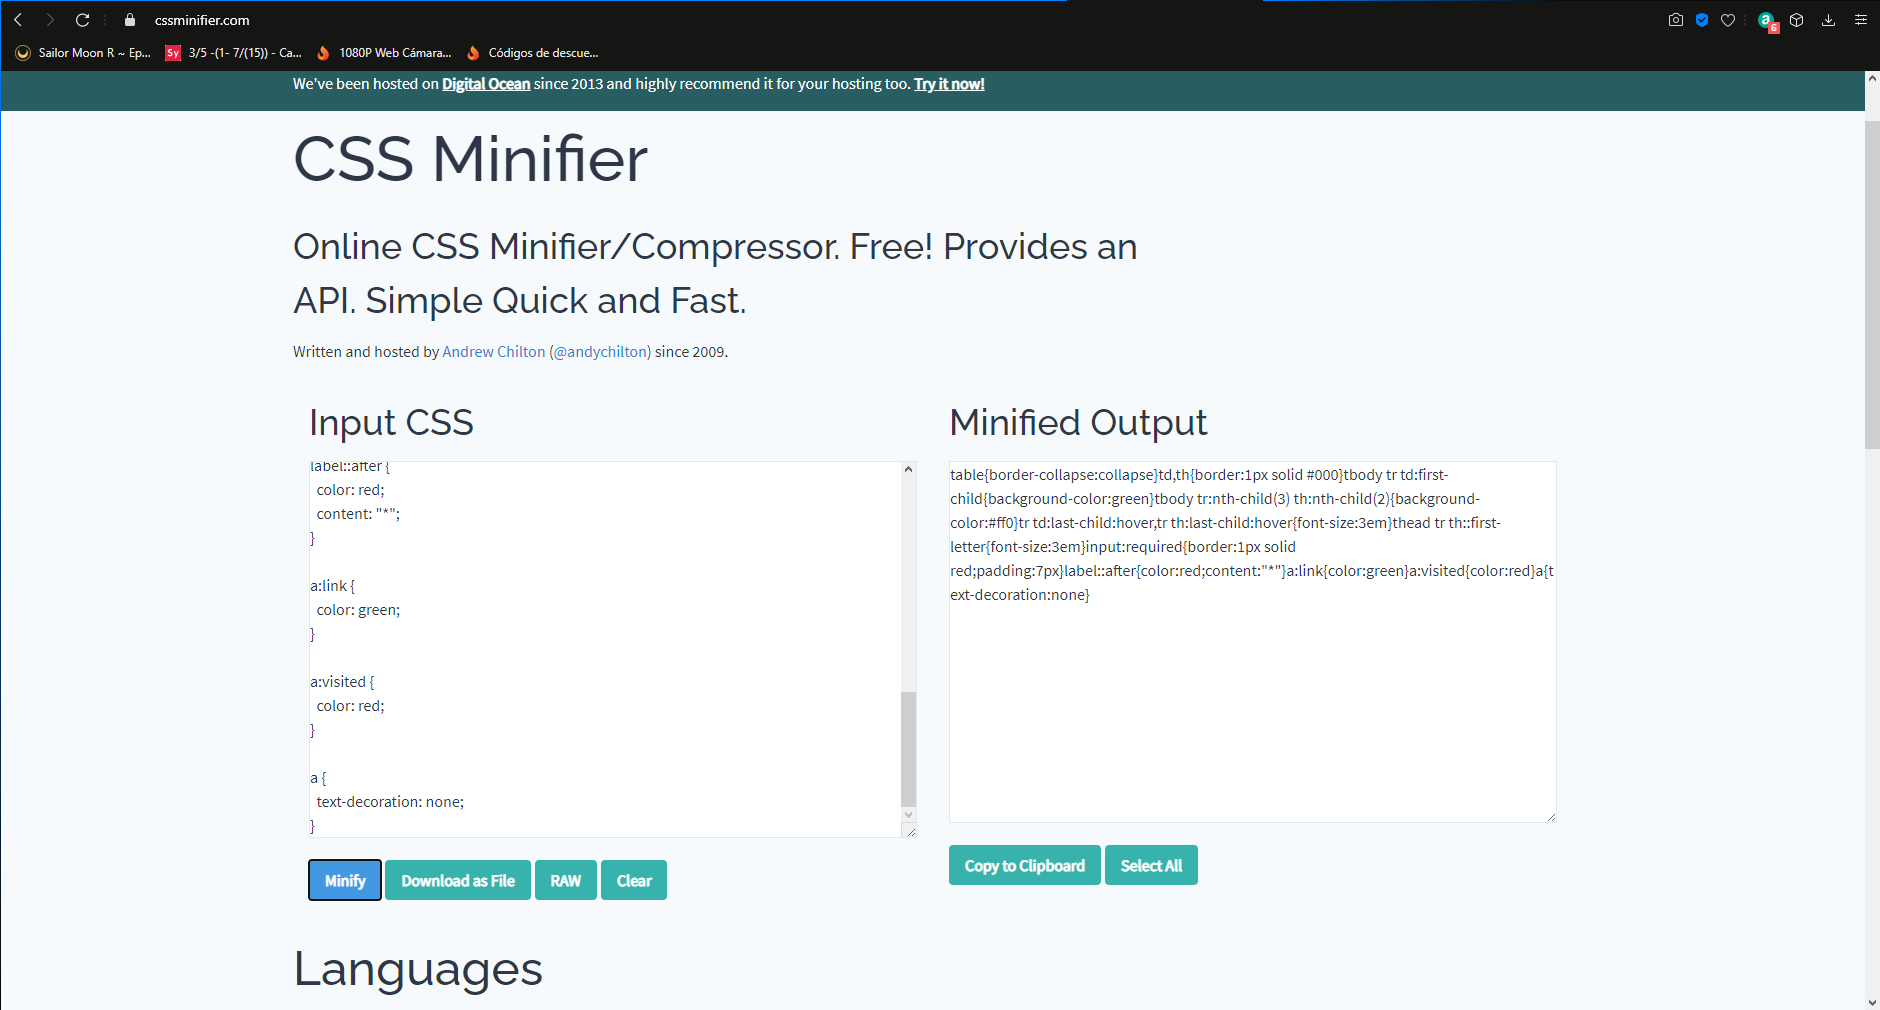 cssminifier.com
6
Sailor Moon R ~ Ep...
Sy 3/5 -(1- 7/(15)) - Ca...
1080P Web Cámara...
Códigos de descue...
We've been hosted on Digital Ocean since 2013 and highly recommend it for your hosting too. Try it now!
CSS Minifier
Online CSS Minifier/Compressor. Free! Provides an
API. Simple Quick and Fast.
Written and hosted by Andrew Chilton (@andychilton) since 2009.
Input CSS
label::after {
color: red;
content: "*";
}
a:link {
color: green;
}
a:visited {
color: red;
}
a {
text-decoration: none;
}
Minify
Download as File
RAW
Clear
Minified Output
table{border-collapse:collapse}td,th{border:1px solid #000}tbody tr td:first-
child{background-color:green}tbody tr:nth-child(3) th:nth-child(2){background-
color:#ff0}tr td:last-child:hover,tr th:last-child:hover{font-size:3em}thead tr th::first-
letter{font-size:3em}input:required{border:1px solid
red;padding:7px}label::after{color:red;content:"*"}a:link{color:green}a:visited{color:red}a{t
ext-decoration:none}
Copy to Clipboard
Select All
Languages